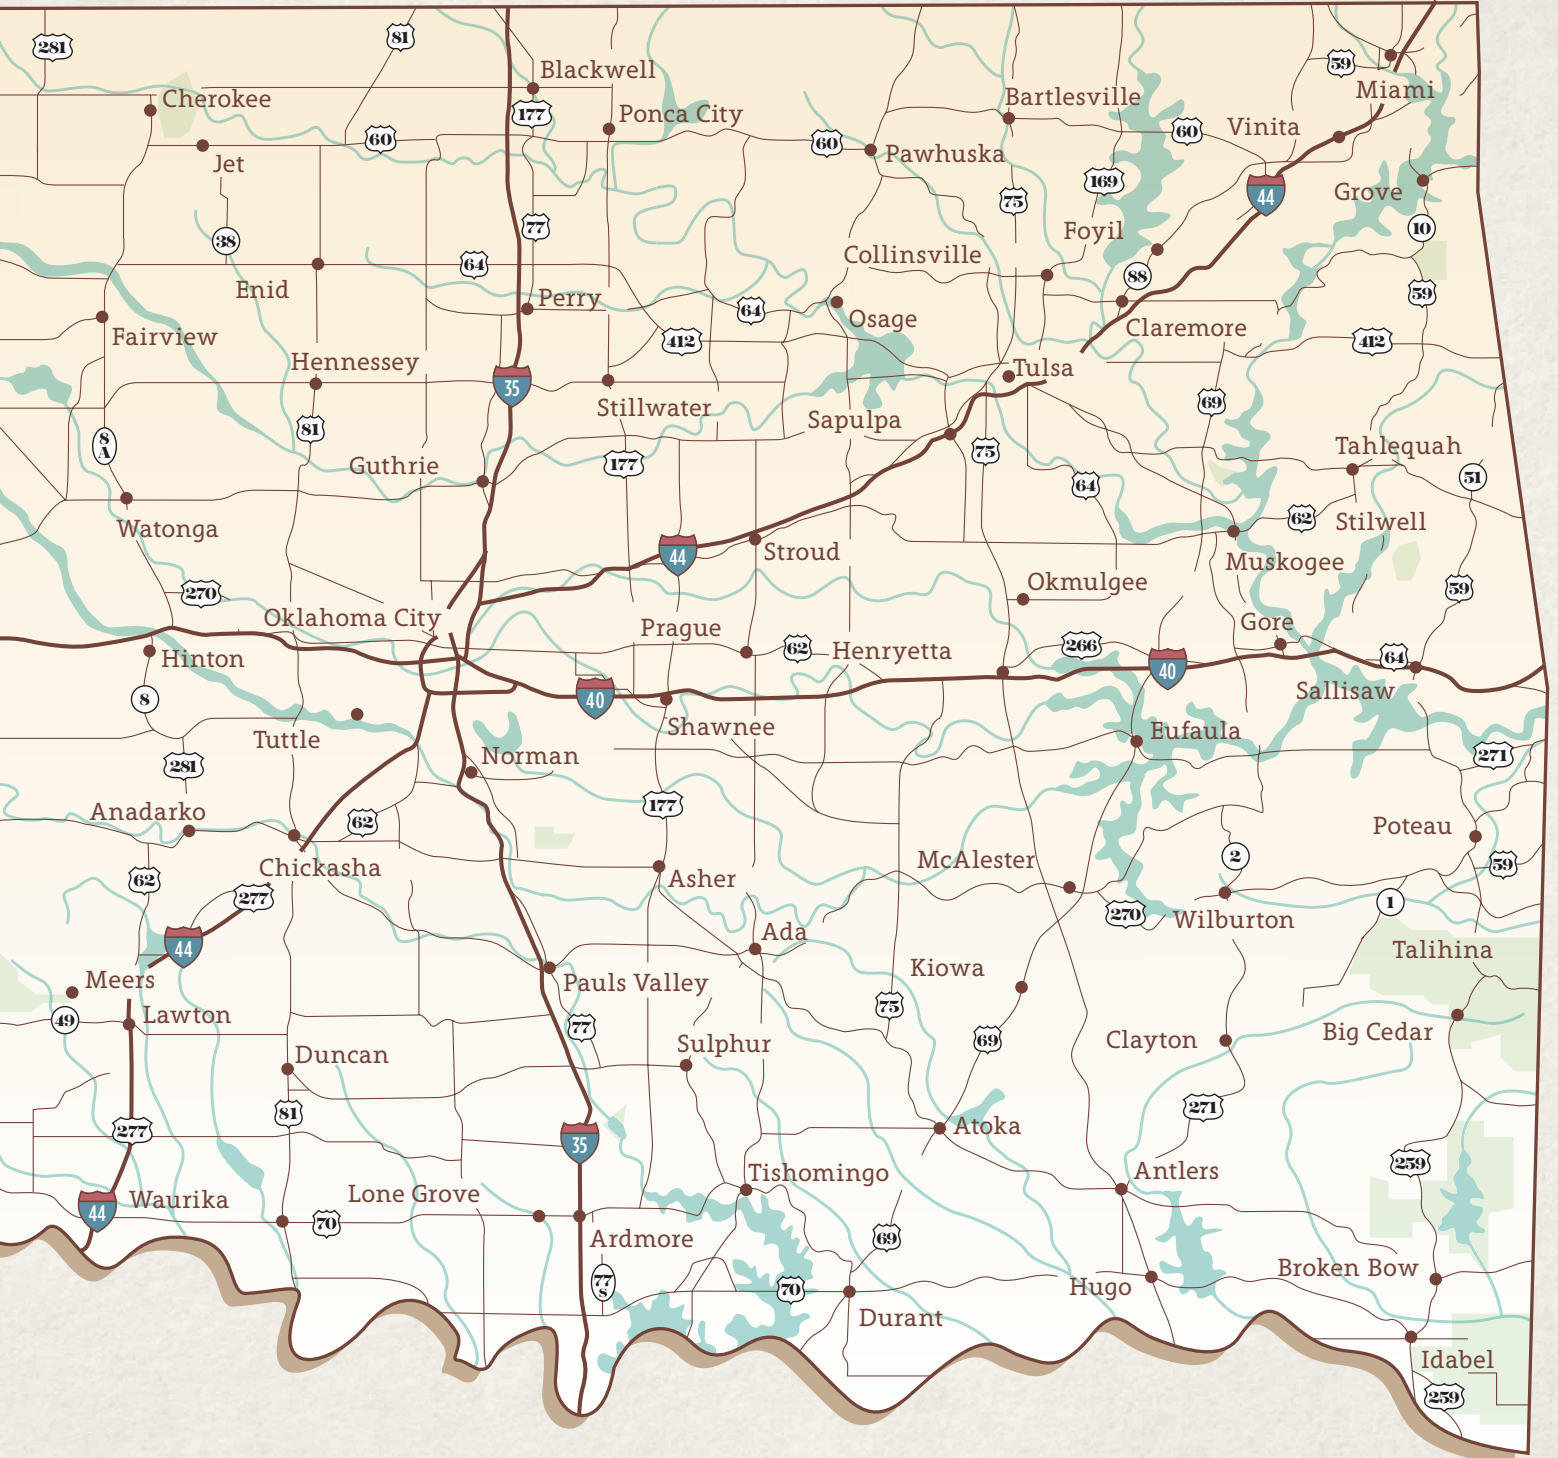 281
81
59
Blackwell
Miami
Cherokee
177
Ponca City
Bartlesville
60
60
60
Vinita
Jet
Pawhuska
169
44
Grove
75
77
Foyil
10
38
64
Collinsville
88
Enid
Perry
64
Osage
59
Fairview
412
Claremore
412
Hennessey
35
Tulsa
Stillwater
69
81
Sapulpa
8
A
Guthrie
177
75
Tahlequah
64
51
Watonga
62
Stilwell
44
Stroud
Muskogee
270
Okmulgee
59
Oklahoma City
Prague
Gore
Hinton
62
Henryetta
266
40
64
8
40
Sallisaw
Tuttle
Shawnee
Eufaula
281
Norman
271
Anadarko
62
177
Poteau
Chickasha
McAlester
2
59
62
Asher
277
270
Wilburton
1
44
Ada
Talihina
Meers
Pauls Valley
Kiowa
49
Lawton
77
75
Duncan
Sulphur
69
Clayton
Big Cedar
81
271
277
35
Atoka
259
Tishomingo
Antlers
44
Waurika
70
Lone Grove
Ardmore
69
77
S
70
Hugo
Broken Bow
Durant
Idabel
259